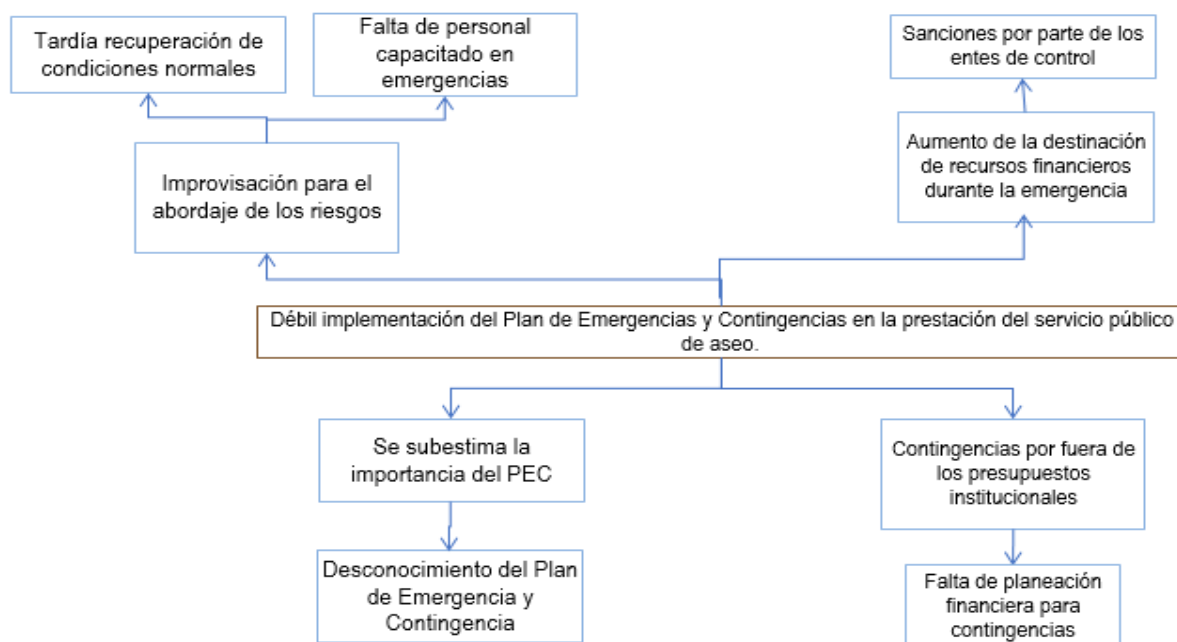 Tardía recuperación de
condiciones normales
Falta de personal
capacitado en
emergencias
Sanciones por parte de los
entes de control
Improvisación para el
abordaje de los riesgos
Aumento de la destinación
de recursos financieros
durante la emergencia
Débil implementación del Plan de Emergencias y Contingencias en la prestación del servicio público
de aseo.
Se subestima la
importancia del PEC
Contingencias por fuera de
los presupuestos
institucionales
Desconocimiento del Plan
de Emergencia y
Contingencia
Falta de planeación
financiera para
contingencias